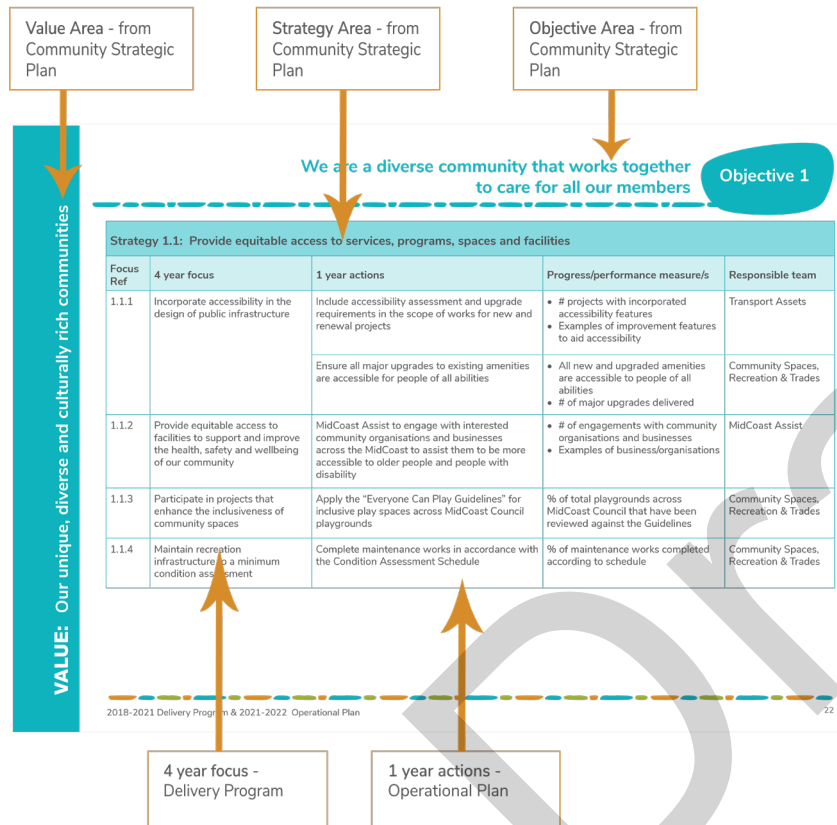 Value Area - from
Community Strategic
Plan
Strategy Area - from
Community Strategic
Plan
Objective Area - from
Community Strategic
Plan
VALUE: Our unique, diverse and culturally rich communities
We are a diverse community that works together
to care for all our members
Objective 1
Strategy 1.1: Provide equitable access to services, programs, spaces and facilities
Focus
Ref
4 year focus
1 year actions
Progress/performance measure/s
Responsible team
1.1.1
Incorporate accessibility in the
design of public infrastructure
Include accessibility assessment and upgrade
requirements in the scope of works for new and
renewal projects
• # projects with incorporated
accessibility features
• Examples of improvement features
to aid accessibility
Transport Assets
Ensure all major upgrades to existing amenities
are accessible for people of all abilities
• All new and upgraded amenities
are accessible to people of all
abilities
• # of major upgrades delivered
Community Spaces,
Recreation & Trades
1.1.2
Provide equitable access to
facilities to support and improve
the health, safety and wellbeing
of our community
MidCoast Assist to engage with interested
community organisations and businesses
across the MidCoast to assist them to be more
accessible to older people and people with
disability
• # of engagements with community
organisations and businesses
• Examples of business/organisations
MidCoast Assist
1.1.3
Participate in projects that
enhance the inclusiveness of
community spaces
Apply the “Everyone Can Play Guidelines” for
inclusive play spaces across MidCoast Council
playgrounds
% of total playgrounds across
MidCoast Council that have been
reviewed against the Guidelines
Community Spaces,
Recreation & Trades
1.1.4
Maintain recreation
infrastructure to a minimum
condition assessment
Complete maintenance works in accordance with
the Condition Assessment Schedule
% of maintenance works completed
according to schedule
Community Spaces,
Recreation & Trades
2018-2021 Delivery Program & 2021-2022 Operational Plan
22
4 year focus -
Delivery Program
1 year actions -
Operational Plan